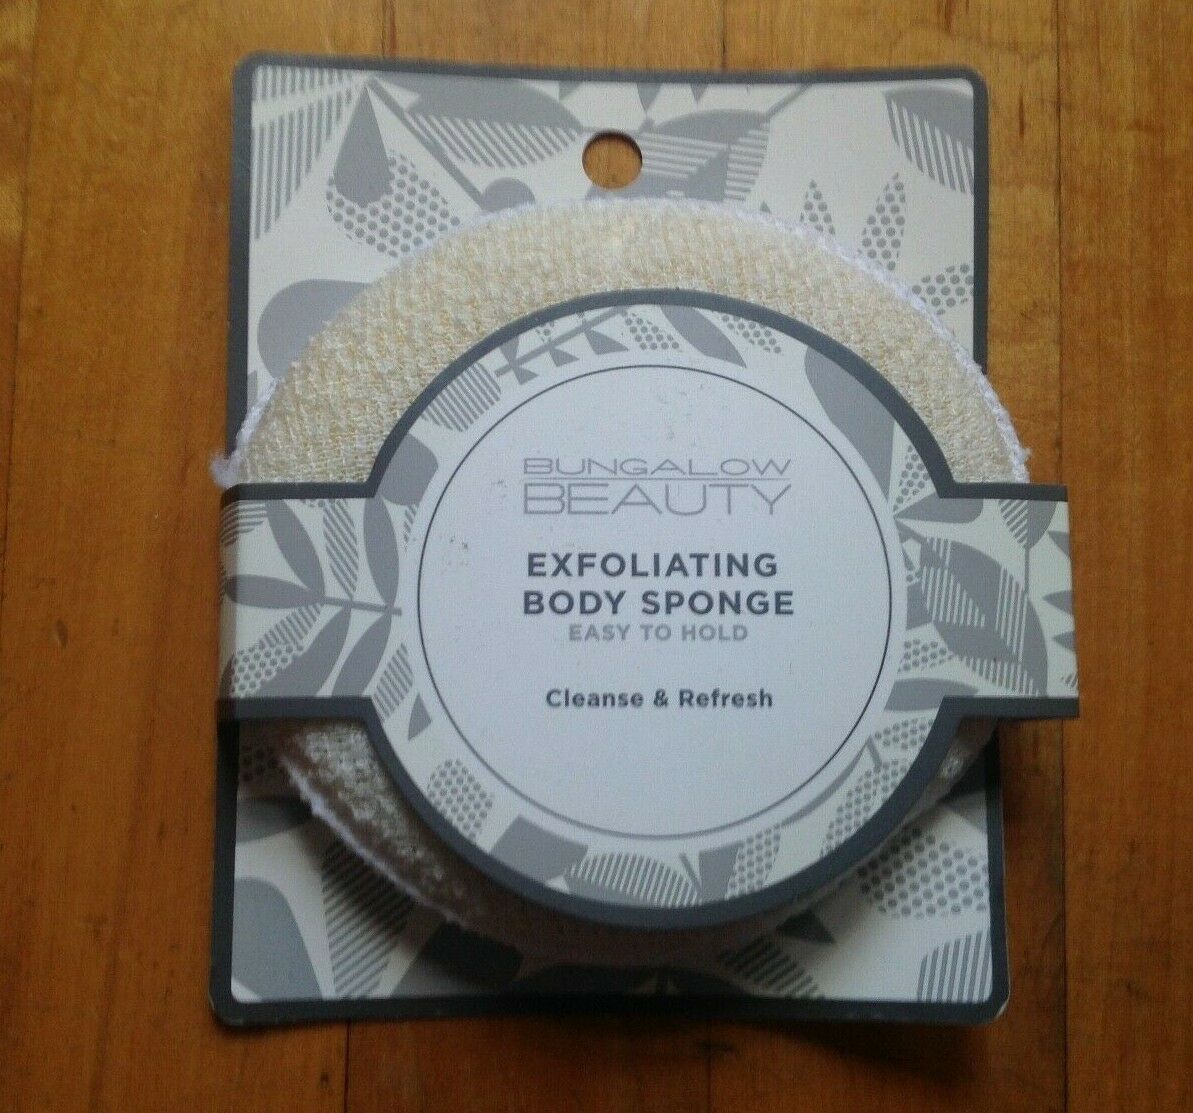 BUNGALOW
BEAUTY
EXFOLIATING
BODY SPONGE
EASY TO HOLD
Cleanse & Refresh